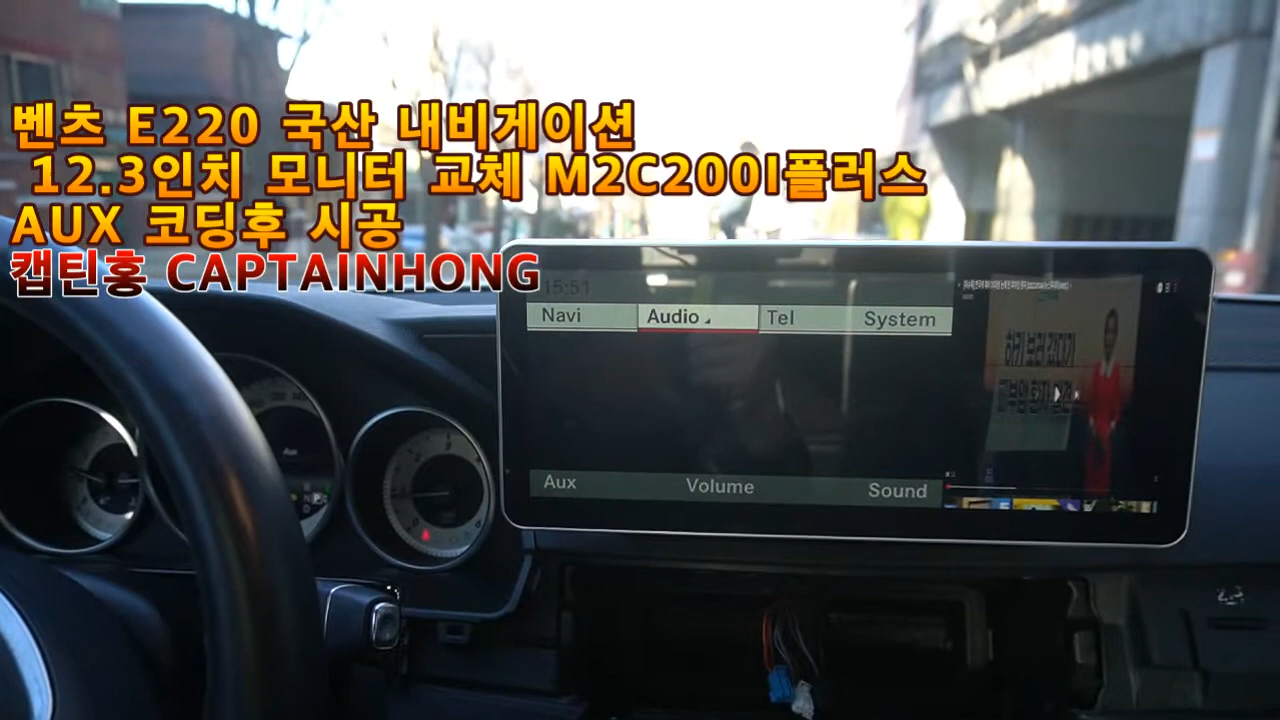 벤츠 E220 국산 내비게이션
12.3인치 모니터 교체 M2C200I플러스
AUX 코딩후 시공
캡틴홍 CAPTAINHONG
15:51
Navi Audio Tel System
Aux Volume Sound
Aux